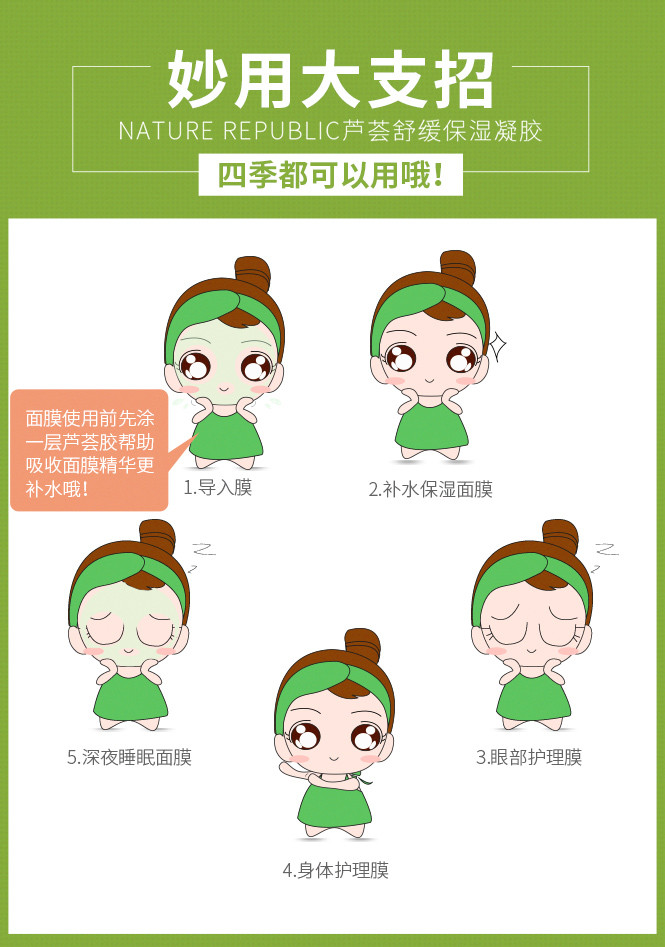 妙用大支招
NATURE REPUBLIC芦荟舒缓保湿凝胶
四季都可以用哦!
面膜使用前先涂
一层芦荟胶帮助
吸收面膜精华更
补水哦!
1.导入膜
2.补水保湿面膜
5.深夜睡眠面膜
3.眼部护理膜
4.身体护理膜